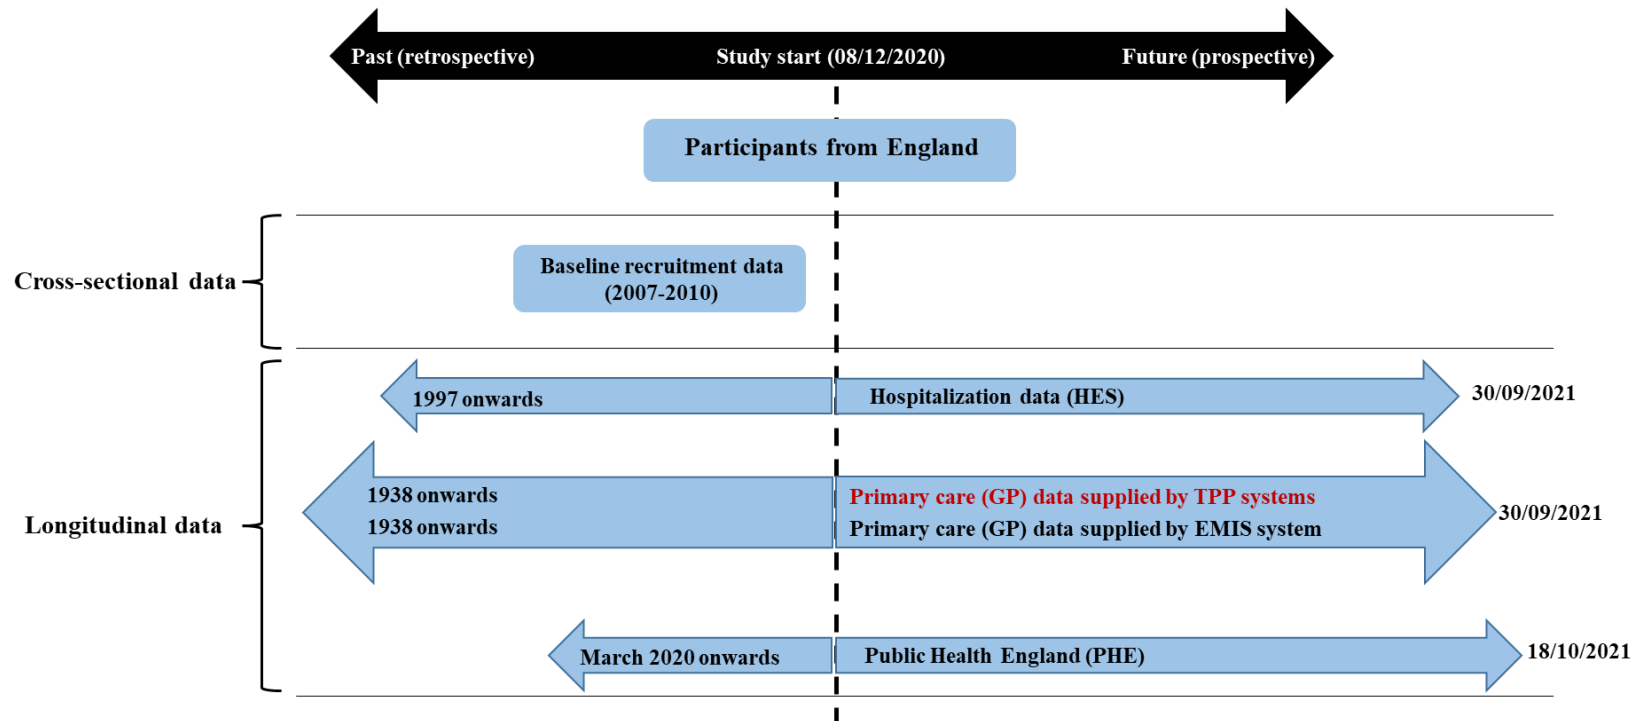 Past (retrospective) Study start (08/12/2020) Future (prospective)
Participants from England
Cross-sectional data
Baseline recruitment data
(2007-2010)
Longitudinal data
1997 onwards Hospitalization data (HES) 30/09/2021
1938 onwards Primary care (GP) data supplied by TPP systems
1938 onwards Primary care (GP) data supplied by EMIS system
30/09/2021
March 2020 onwards Public Health England (PHE) 18/10/2021